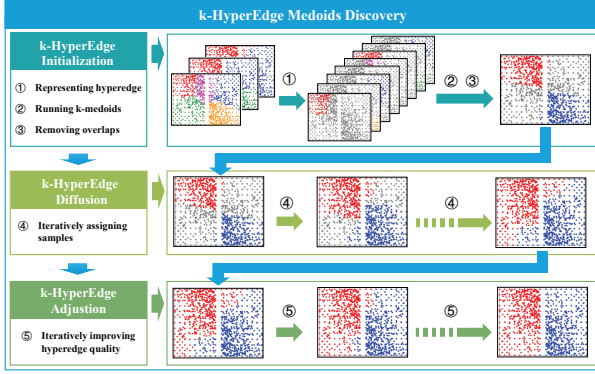 k-HyperEdge Medoids Discovery
k-HyperEdge
Initialization
① Representing hyperedge
② Running k-medoids
③ Removing overlaps
①
② ③
k-HyperEdge
Diffusion
④ Iteratively assigning
samples
④
④
k-HyperEdge
Adjustion
⑤ Iteratively improving
hyperedge quality
⑤
⑤